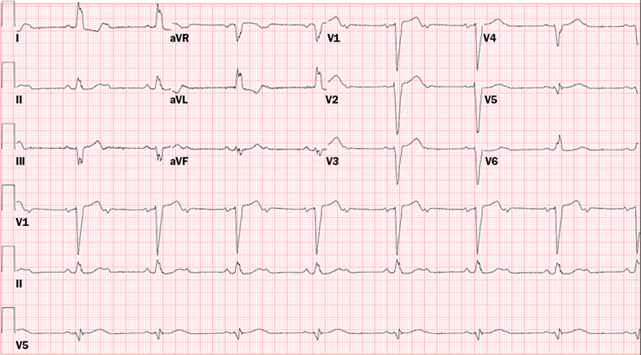 I aVR V1 V4
II aVL V2 V5
III aVF V3 V6
V1
II
V5